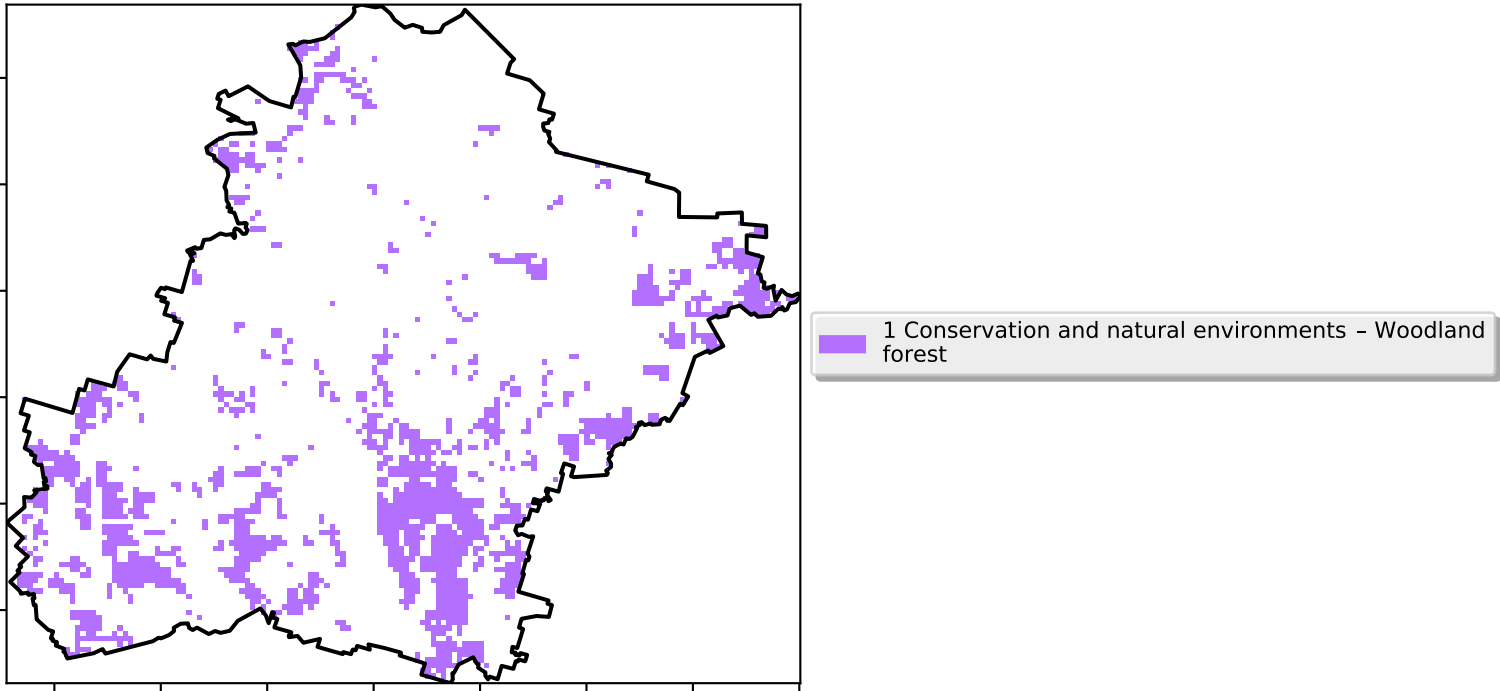 1 Conservation and natural environments – Woodland
forest